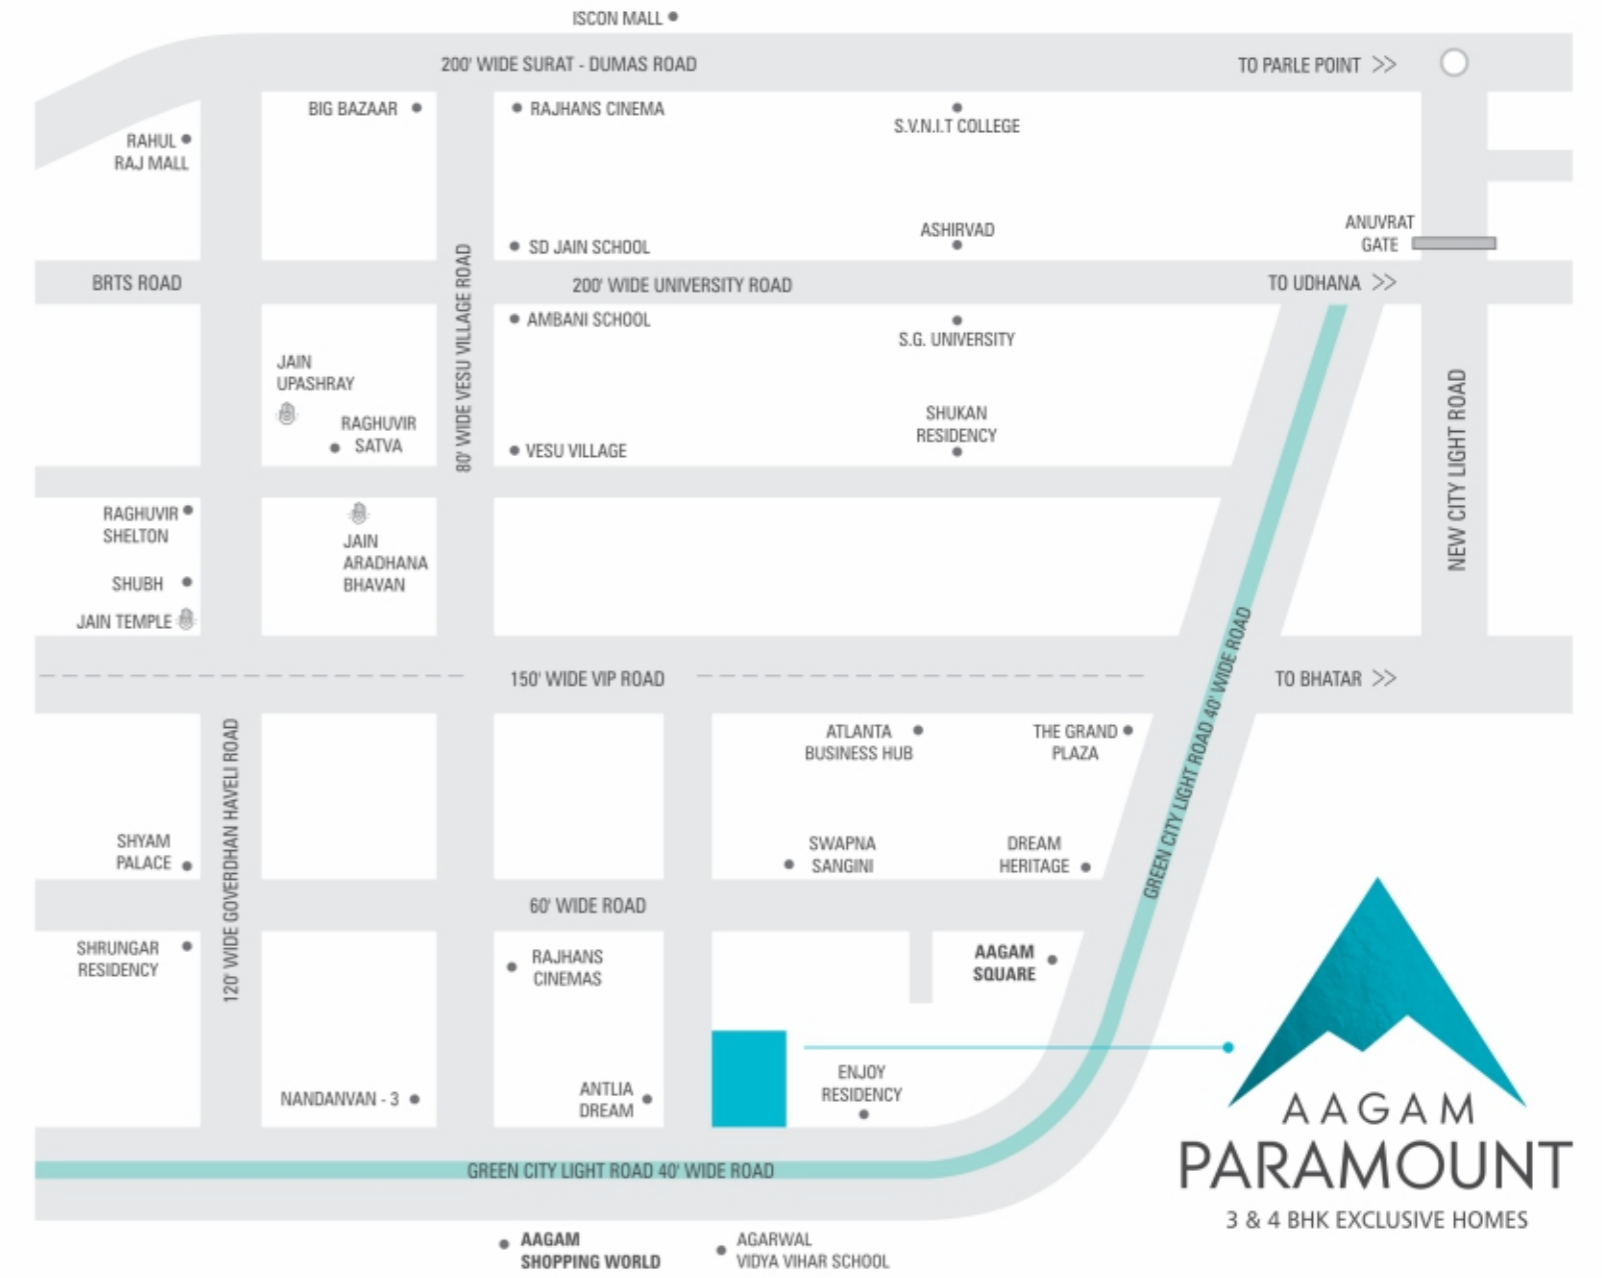 ISCON MALL
200' WIDE SURAT - DUMAS ROAD
TO PARLE POINT >>
BIG BAZAAR
RAJHANS CINEMA
S.V.N.I.T COLLEGE
RAHUL
RAJ MALL
SD JAIN SCHOOL
ASHIRVAD
ANUVRAT
GATE
BRTS ROAD
80' WIDE VESU VILLAGE ROAD
200' WIDE UNIVERSITY ROAD
TO UDHANA >>
AMBANI SCHOOL
S.G. UNIVERSITY
JAIN
UPASHRAY
RAGHUVIR
SATVA
VESU VILLAGE
SHUKAN
RESIDENCY
NEW CITY LIGHT ROAD
RAGHUVIR
SHELTON
SHUBH
JAIN TEMPLE
JAIN
ARADHANA
BHAVAN
150' WIDE VIP ROAD
GREEN CITY LIGHT ROAD 40' WIDE ROAD
TO BHATAR >>
120' WIDE GOVERDHAN HAVELI ROAD
ATLANTA
BUSINESS HUB
THE GRAND
PLAZA
SHYAM
PALACE
SWAPNA
SANGINI
DREAM
HERITAGE
60' WIDE ROAD
SHRUNGAR
RESIDENCY
RAJHANS
CINEMAS
AAGAM
SQUARE
NANDANVAN - 3
ANTLIA
DREAM
ENJOY
RESIDENCY
AAGAM
PARAMOUNT
3 & 4 BHK EXCLUSIVE HOMES
GREEN CITY LIGHT ROAD 40' WIDE ROAD
AAGAM
SHOPPING WORLD
AGARWAL
VIDYA VIHAR SCHOOL